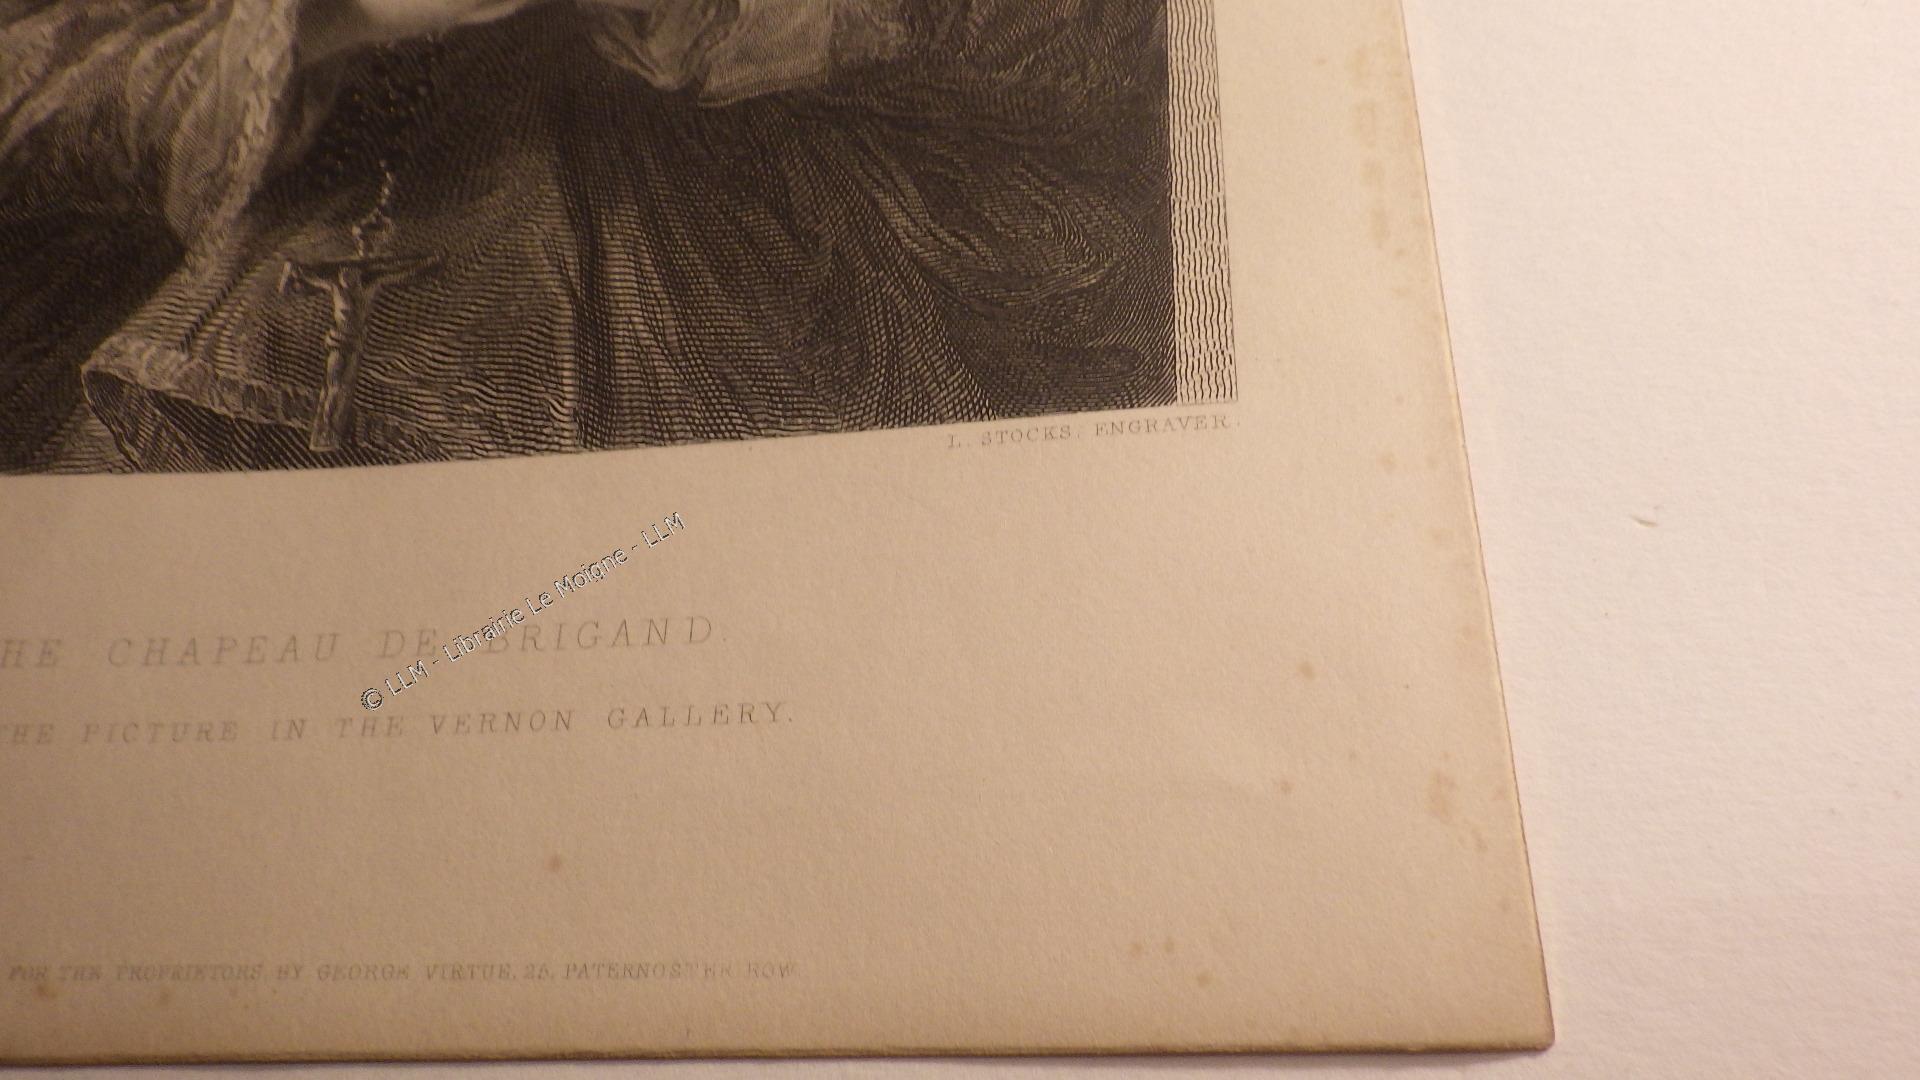 L. STOCKS, ENGRAVER.
HE CHAPEAU DE BRIGAND.
THE PICTURE IN THE VERNON GALLERY.
© LLM - Librairie Le Moigne - LLM
FOR THE PROPRIETORS BY GEORGE VIRTUE, 25, PATERNOSTER ROW.